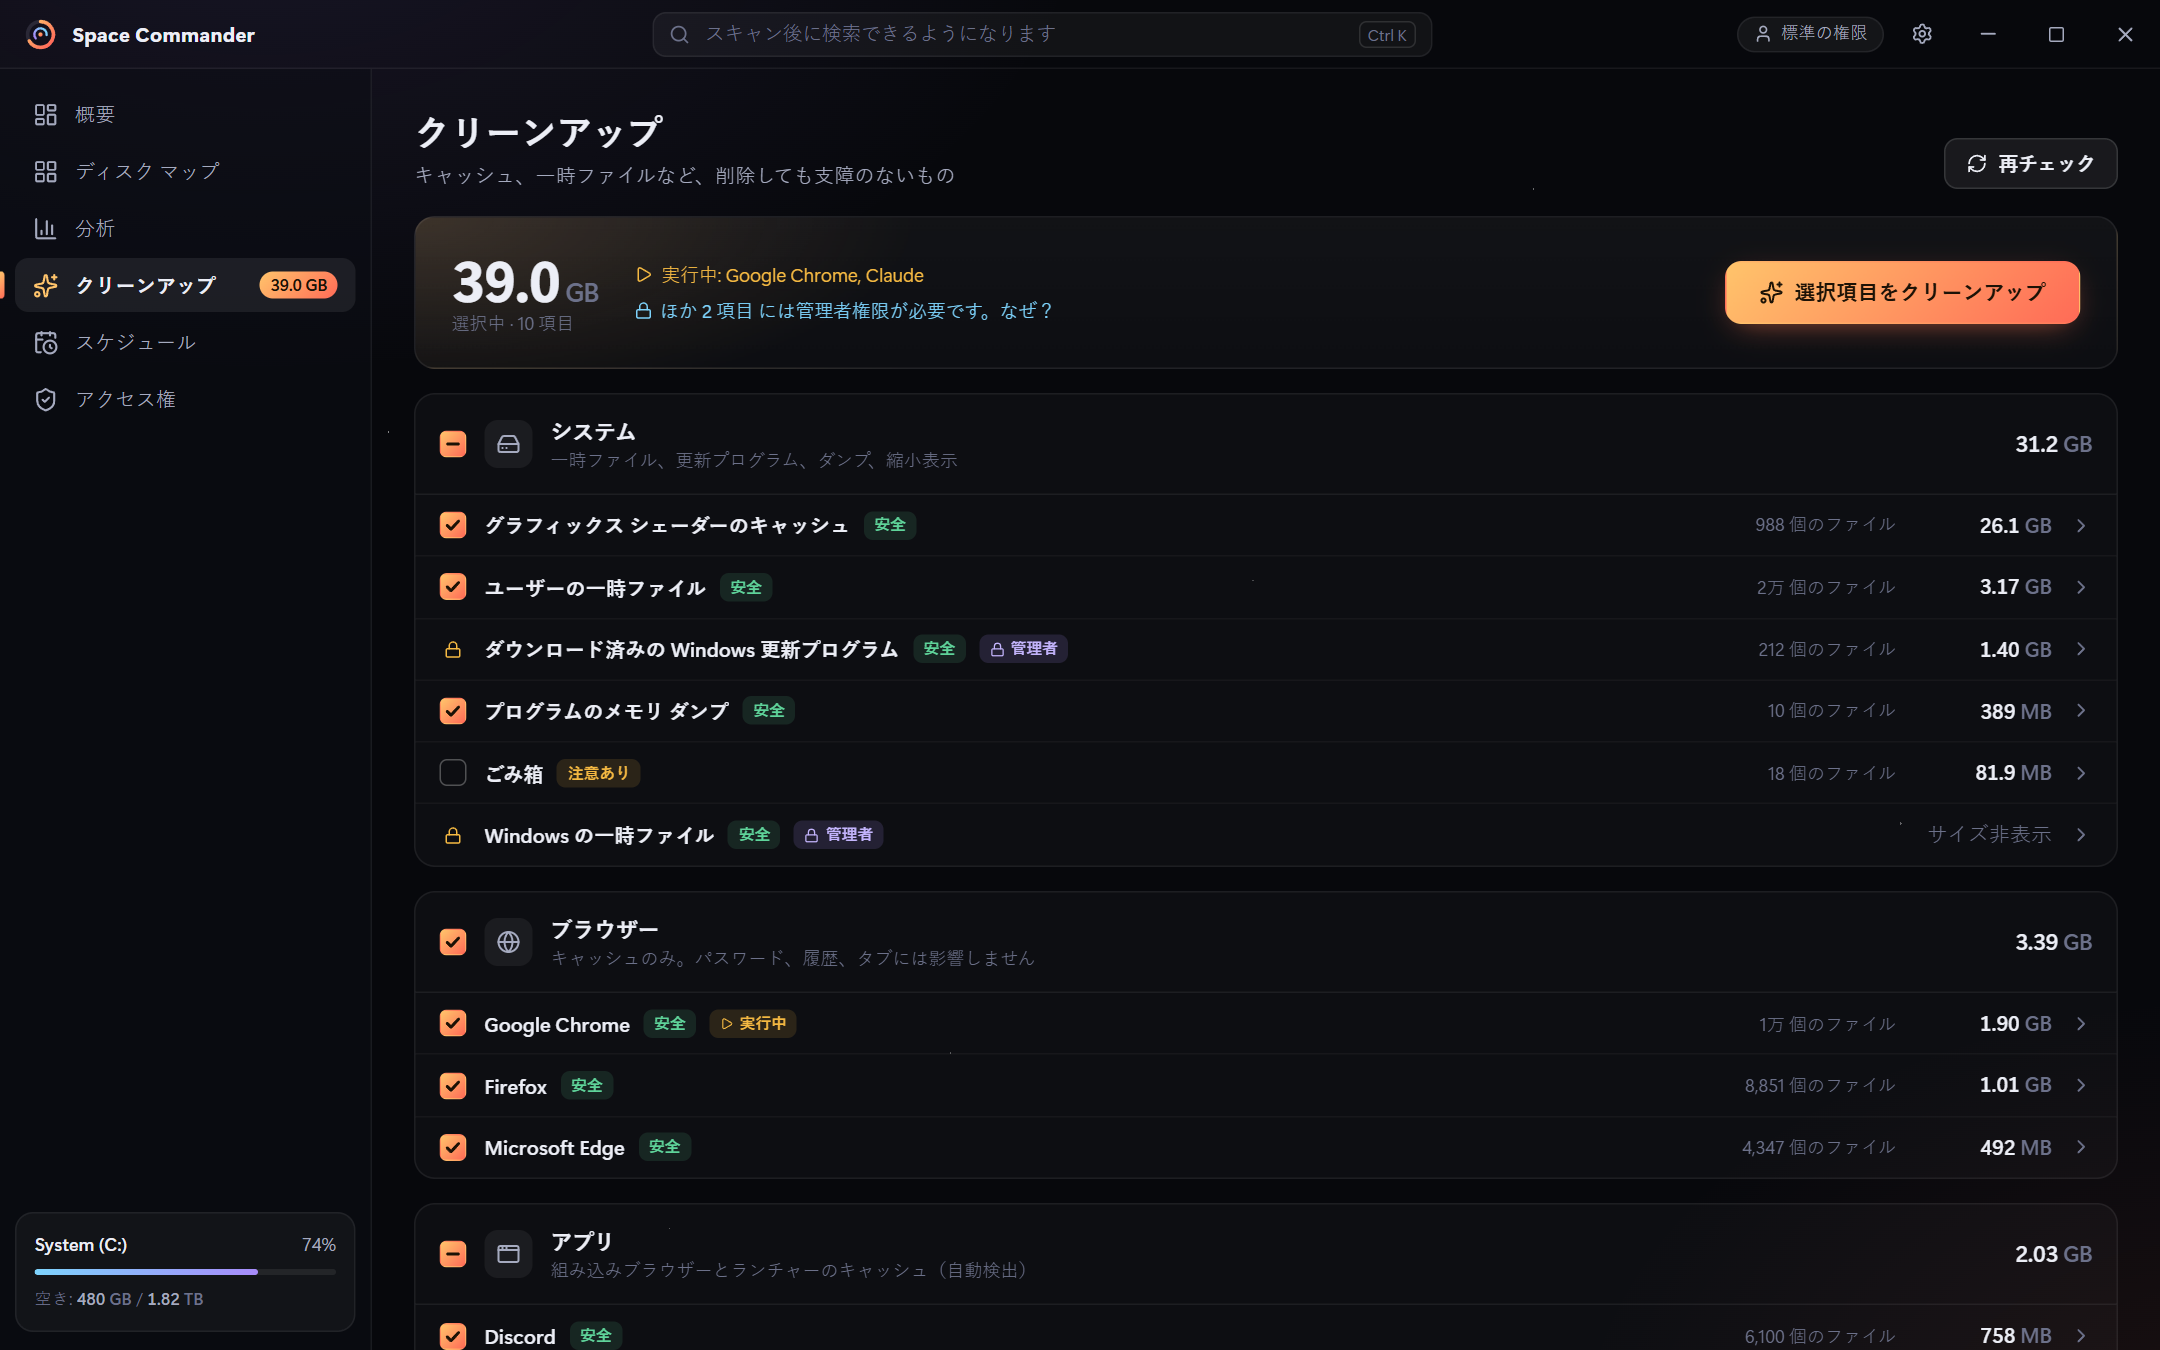 Space Commander
スキャン後に検索できるようになります
Ctrl K
標準の権限
概要
ディスク マップ
分析
クリーンアップ
39.0 GB
スケジュール
アクセス権
System (C:)
74%
空き: 480 GB / 1.82 TB
クリーンアップ
キャッシュ、一時ファイルなど、削除しても支障のないもの
再チェック
39.0 GB
選択中 · 10 項目
実行中: Google Chrome, Claude
ほか 2 項目 には管理者権限が必要です。なぜ？
選択項目をクリーンアップ
システム
一時ファイル、更新プログラム、ダンプ、縮小表示
31.2 GB
グラフィックス シェーダーのキャッシュ 安全 988 個のファイル 26.1 GB
ユーザーの一時ファイル 安全 2万 個のファイル 3.17 GB
ダウンロード済みの Windows 更新プログラム 安全 管理者 212 個のファイル 1.40 GB
プログラムのメモリ ダンプ 安全 10 個のファイル 389 MB
ごみ箱 注意あり 18 個のファイル 81.9 MB
Windows の一時ファイル 安全 管理者 サイズ非表示
ブラウザー
キャッシュのみ。パスワード、履歴、タブには影響しません
3.39 GB
Google Chrome 安全 実行中 1万 個のファイル 1.90 GB
Firefox 安全 8,851 個のファイル 1.01 GB
Microsoft Edge 安全 4,347 個のファイル 492 MB
アプリ
組み込みブラウザーとランチャーのキャッシュ（自動検出）
2.03 GB
Discord 安全 6,100 個のファイル 758 MB